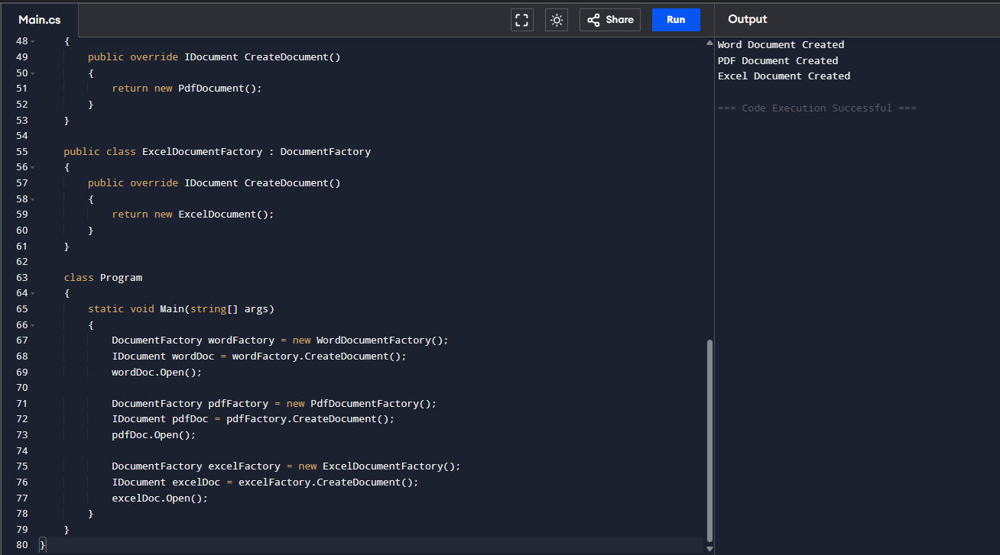 Main.cs
Share
Run
Output
48 {
49 public override IDocument CreateDocument()
50 {
51 return new PdfDocument();
52 }
53 }
54
55 public class ExcelDocumentFactory : DocumentFactory
56 {
57 public override IDocument CreateDocument()
58 {
59 return new ExcelDocument();
60 }
61 }
62
63 class Program
64 {
65 static void Main(string[] args)
66 {
67 DocumentFactory wordFactory = new WordDocumentFactory();
68 IDocument wordDoc = wordFactory.CreateDocument();
69 wordDoc.Open();
70
71 DocumentFactory pdfFactory = new PdfDocumentFactory();
72 IDocument pdfDoc = pdfFactory.CreateDocument();
73 pdfDoc.Open();
74
75 DocumentFactory excelFactory = new ExcelDocumentFactory();
76 IDocument excelDoc = excelFactory.CreateDocument();
77 excelDoc.Open();
78 }
79 }
80 }
Word Document Created
PDF Document Created
Excel Document Created
=== Code Execution Successful ===